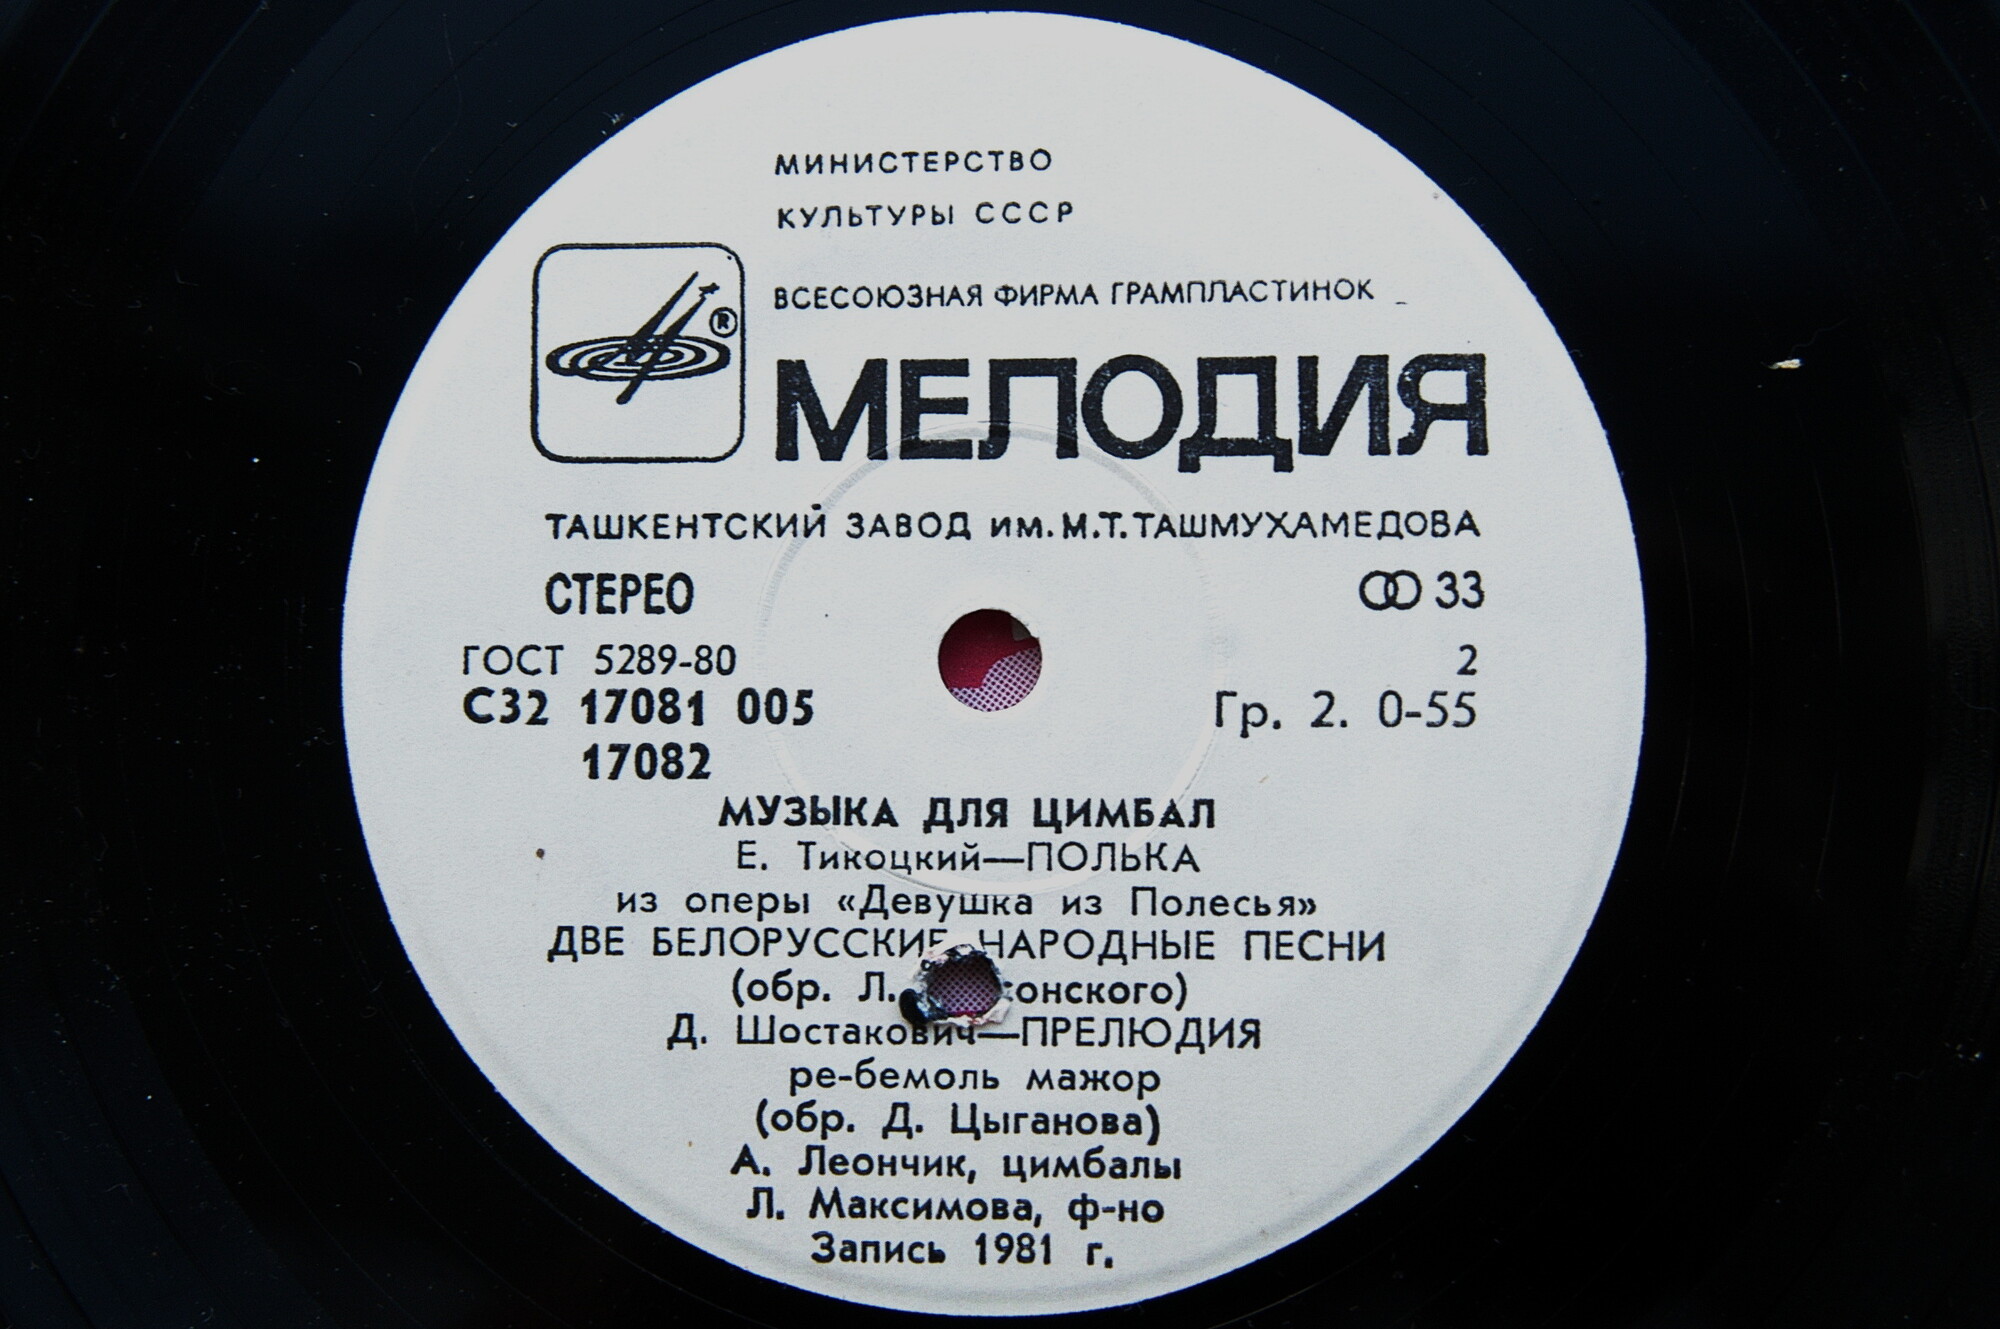 МИНИСТЕРСТВО
КУЛЬТУРЫ СССР
ВСЕСОЮЗНАЯ ФИРМА ГРАМПЛАСТИНОК
®
МЕЛОДИЯ
ТАШКЕНТСКИЙ ЗАВОД им. М.Т.ТАШМУХАМЕДОВА
СТЕРЕО 33
ГОСТ 5289-80 2
С32 17081 005 Гр. 2. 0-55
17082
МУЗЫКА ДЛЯ ЦИМБАЛ
Е. Тикоцкий—ПОЛЬКА
из оперы «Девушка из Полесья»
ДВЕ БЕЛОРУССКИЕ НАРОДНЫЕ ПЕСНИ
(обр. Л.
Д. Шостакович—ПРЕЛЮДИЯ
ре-бемоль мажор
(обр. Д. Цыганова)
А. Леончик, цимбалы
Л. Максимова, ф-но
Запись 1981 г.